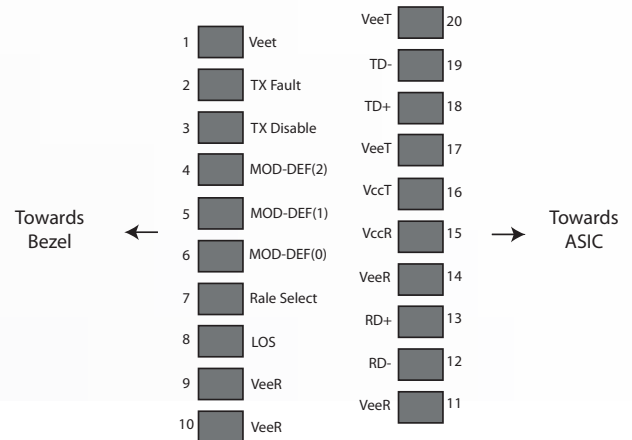 1 Veet
2 TX Fault
3 TX Disable
4 MOD-DEF(2)
5 MOD-DEF(1)
6 MOD-DEF(0)
7 Rale Select
8 LOS
9 VeeR
10 VeeR
Towards
Bezel
VeeT 20
TD- 19
TD+ 18
VeeT 17
VccT 16
VccR 15
VeeR 14
RD+ 13
RD- 12
VeeR 11
Towards
ASIC